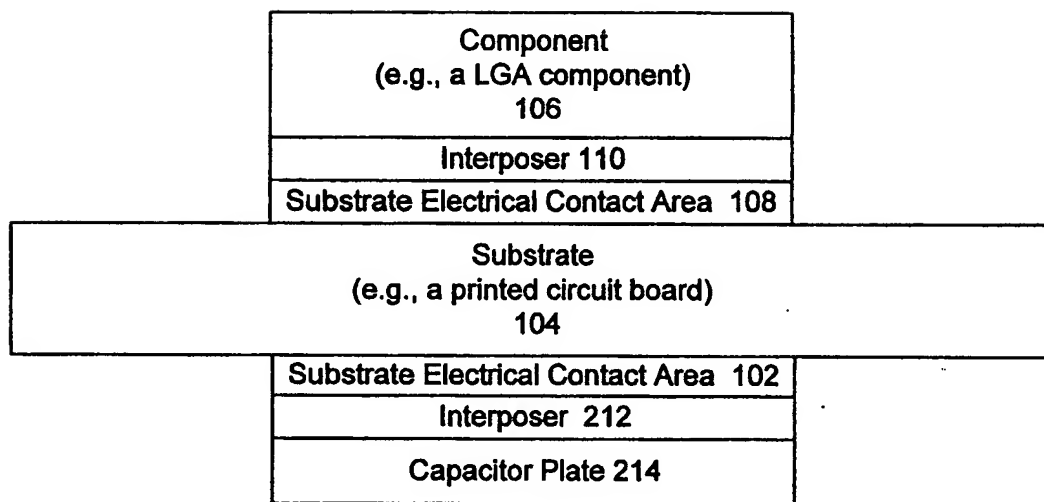 Component
(e.g., a LGA component)
106
Interposer 110
Substrate Electrical Contact Area 108
Substrate
(e.g., a printed circuit board)
104
Substrate Electrical Contact Area 102
Interposer 212
Capacitor Plate 214